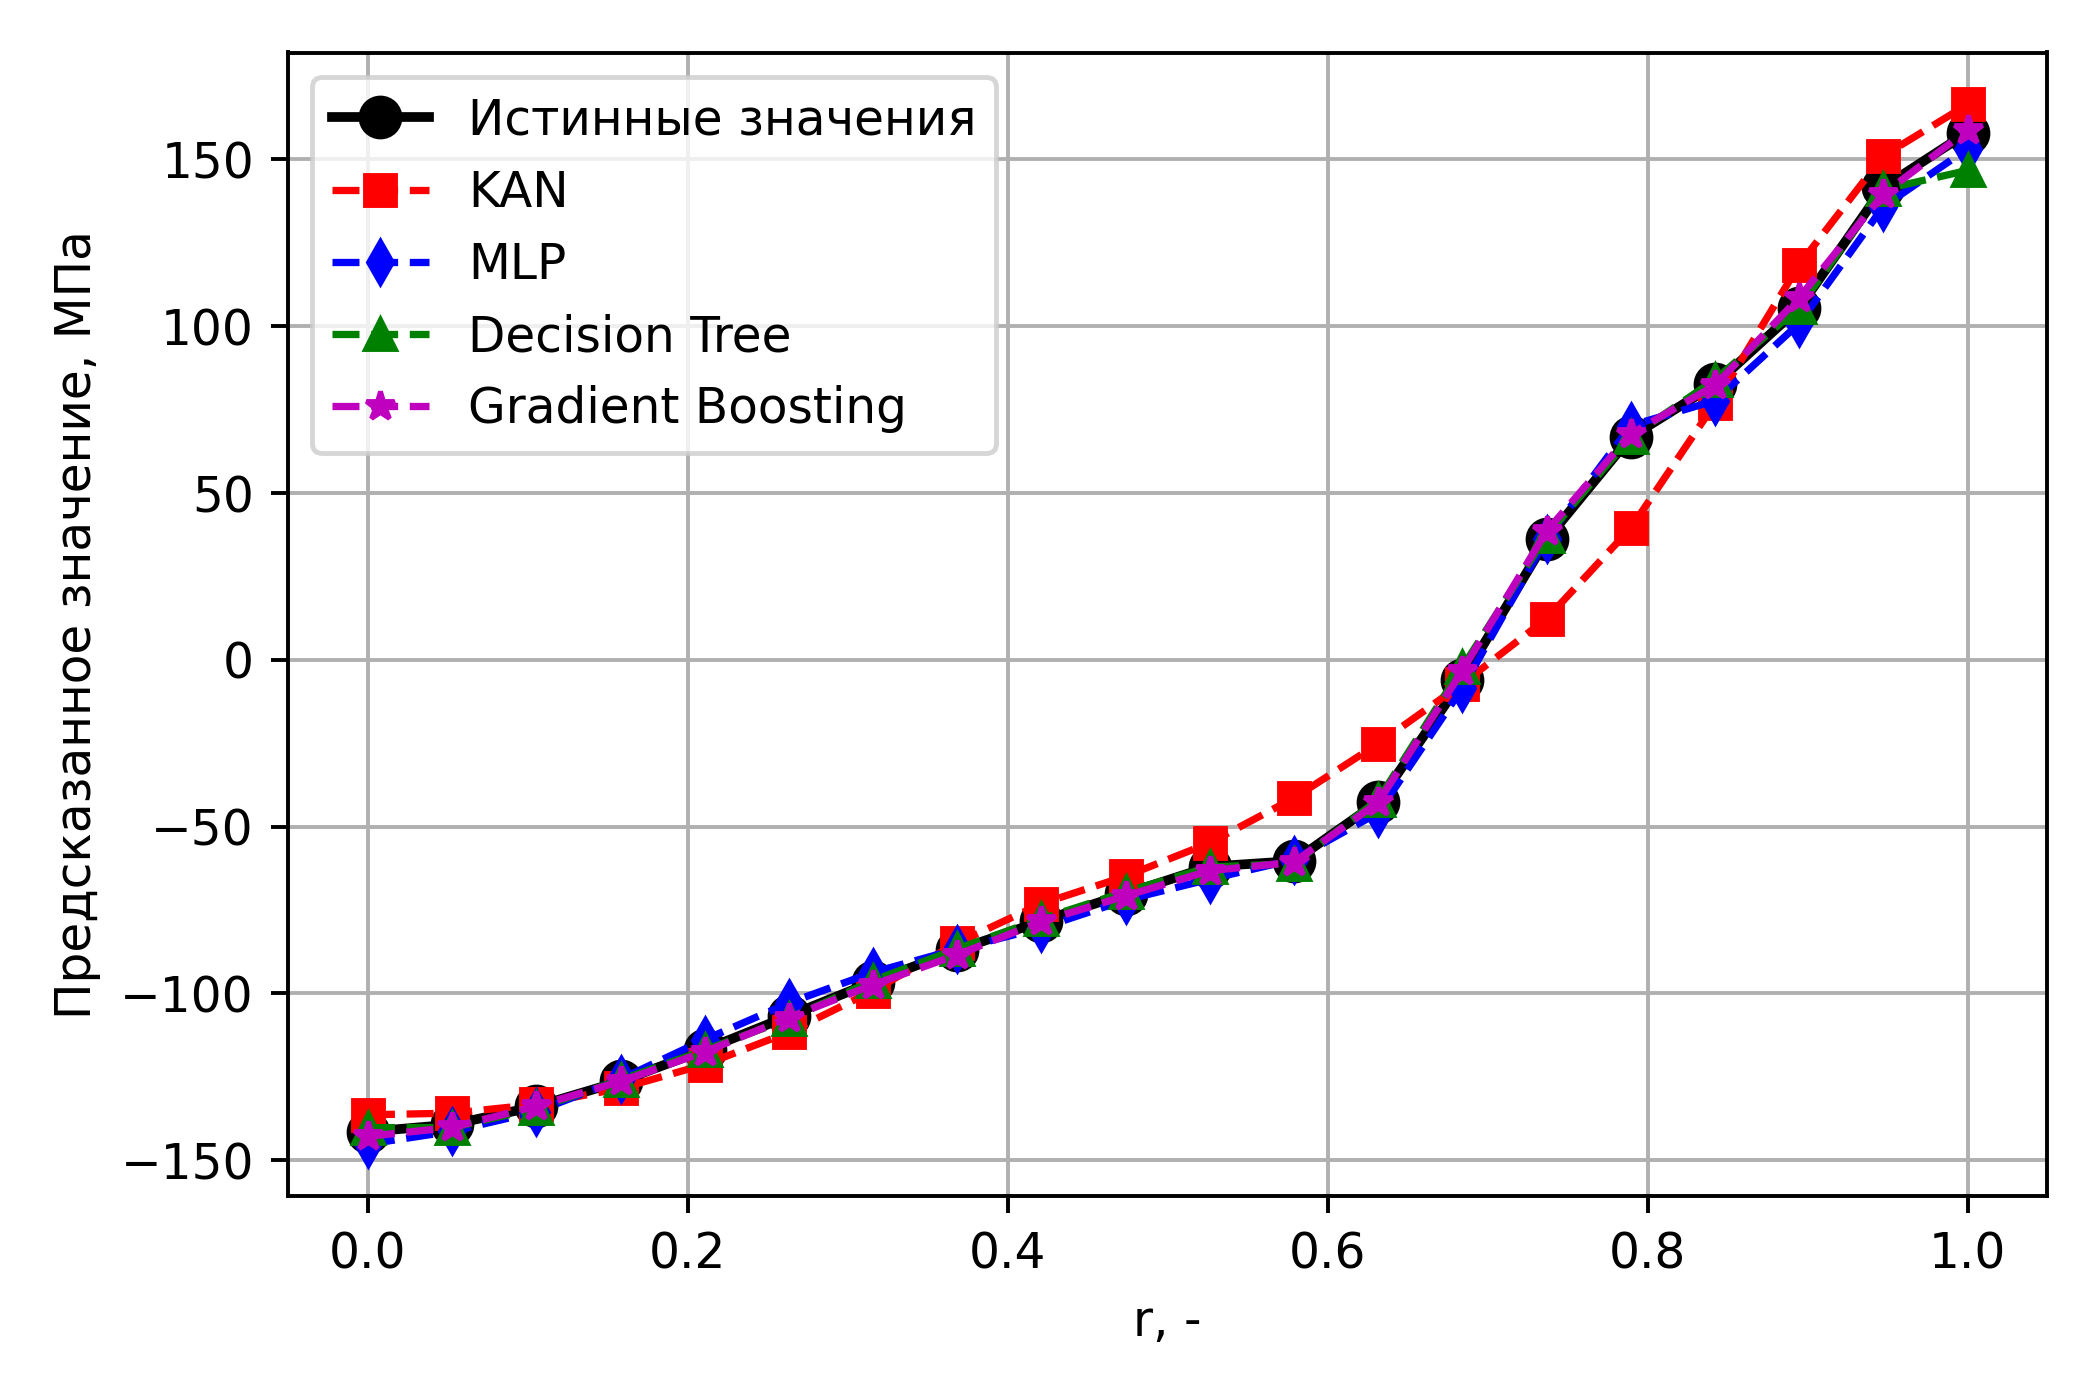 Истинные значения
KAN
MLP
Decision Tree
Gradient Boosting
Предсказанное значение, МПа
150
100
50
0
−50
−100
−150
0.0 0.2 0.4 0.6 0.8 1.0
r, -